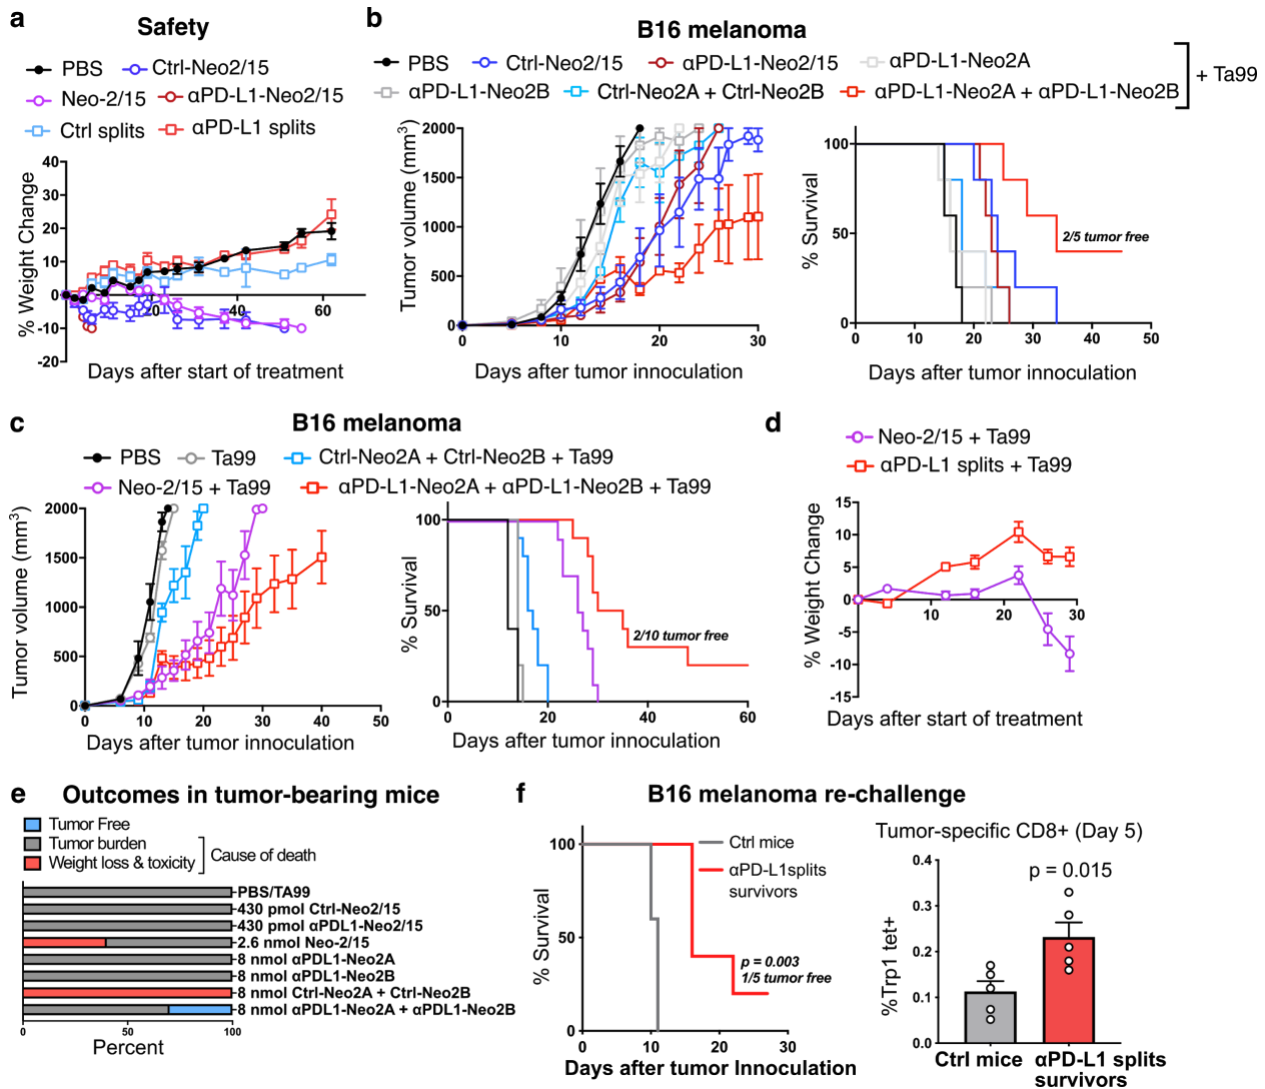 a
Safety
PBS
Ctrl-Neo2/15
Neo-2/15
αPD-L1-Neo2/15
Ctrl splits
αPD-L1 splits
% Weight Change
40
30
20
10
0
-10
-20
20
40
60
Days after start of treatment
b
B16 melanoma
PBS
Ctrl-Neo2/15
αPD-L1-Neo2/15
αPD-L1-Neo2A
αPD-L1-Neo2B
Ctrl-Neo2A + Ctrl-Neo2B
αPD-L1-Neo2A + αPD-L1-Neo2B
+ Ta99
Tumor volume (mm³)
2000
1500
1000
500
0
0
10
20
30
Days after tumor innoculation
% Survival
100
50
0
2/5 tumor free
0
10
20
30
40
50
Days after tumor innoculation
c
B16 melanoma
PBS
Ta99
Ctrl-Neo2A + Ctrl-Neo2B + Ta99
Neo-2/15 + Ta99
αPD-L1-Neo2A + αPD-L1-Neo2B + Ta99
Tumor volume (mm³)
2000
1500
1000
500
0
0
10
20
30
40
50
Days after tumor innoculation
% Survival
100
50
0
2/10 tumor free
0
20
40
60
Days after tumor innoculation
d
Neo-2/15 + Ta99
αPD-L1 splits + Ta99
% Weight Change
15
10
5
0
-5
-10
-15
10
20
30
Days after start of treatment
e
Outcomes in tumor-bearing mice
Tumor Free
Tumor burden
Weight loss & toxicity
Cause of death
PBS/TA99
430 pmol Ctrl-Neo2/15
430 pmol αPDL1-Neo2/15
2.6 nmol Neo-2/15
8 nmol αPDL1-Neo2A
8 nmol αPDL1-Neo2B
8 nmol Ctrl-Neo2A + Ctrl-Neo2B
8 nmol αPDL1-Neo2A + αPDL1-Neo2B
0
50
100
Percent
f
B16 melanoma re-challenge
Ctrl mice
αPD-L1splits
survivors
% Survival
100
50
0
p = 0.003
1/5 tumor free
0
10
20
30
Days after tumor Innoculation
Tumor-specific CD8+ (Day 5)
p = 0.015
%Trp1 tet+
0.4
0.3
0.2
0.1
0.0
Ctrl mice
αPD-L1 splits
survivors